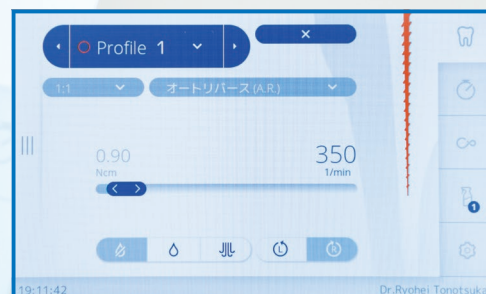 Profile 1
×
1:1
オートリバース (A.R.)
0.90
Ncm
350
1/min
L
R
1
19:11:42
Dr.Ryohei Tonotsuka